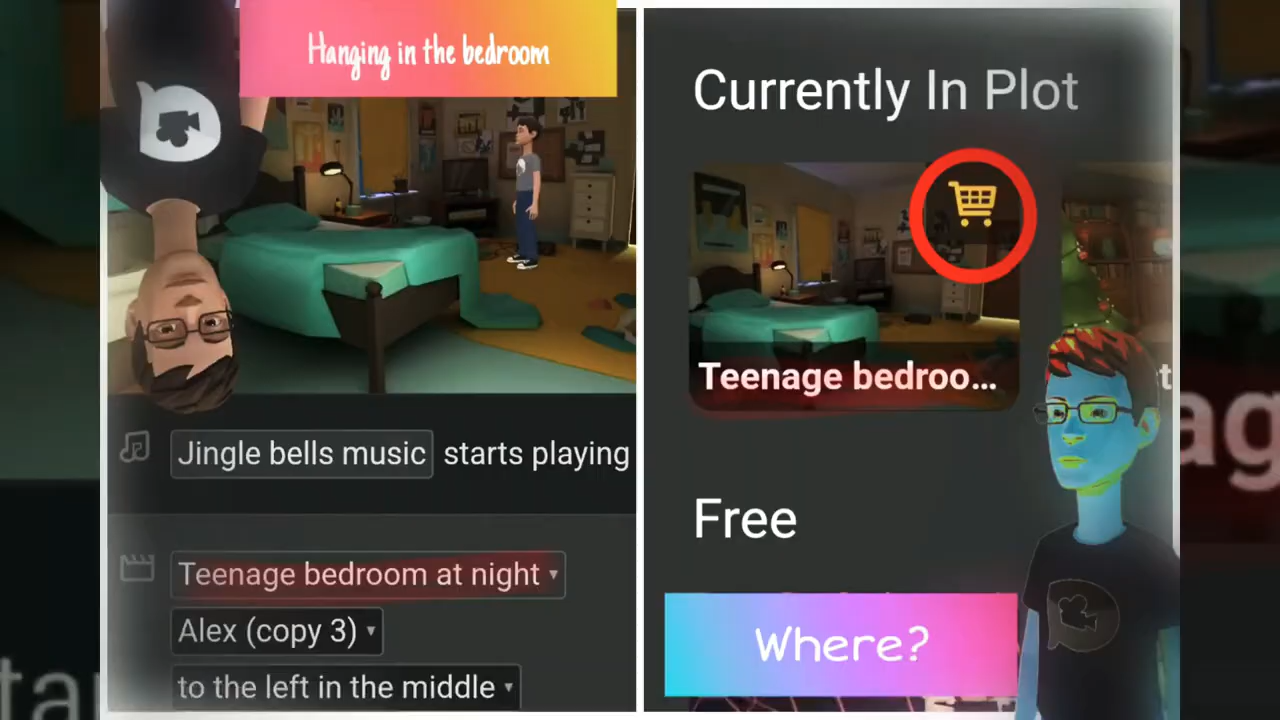 Hanging in the bedroom
Jingle bells music starts playing
Teenage bedroom at night
Alex (copy 3)
to the left in the middle
Currently In Plot
Teenage bedroo...
Free
Where?